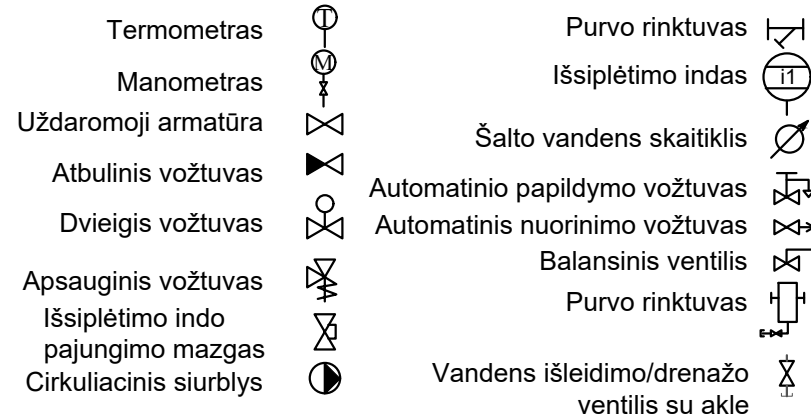 Termometras
T
Manometras
M
Uždaromoji armatūra
Atbulinis vožtuvas
Dvieigis vožtuvas
Apsauginis vožtuvas
Išsiplėtimo indo
pajungimo mazgas
Cirkuliacinis siurblys
Purvo rinktuvas
Išsiplėtimo indas
i1
Šalto vandens skaitiklis
Automatinio papildymo vožtuvas
Automatinis nuorinimo vožtuvas
Balansinis ventilis
Purvo rinktuvas
Vandens išleidimo/drenažo
ventilis su akle